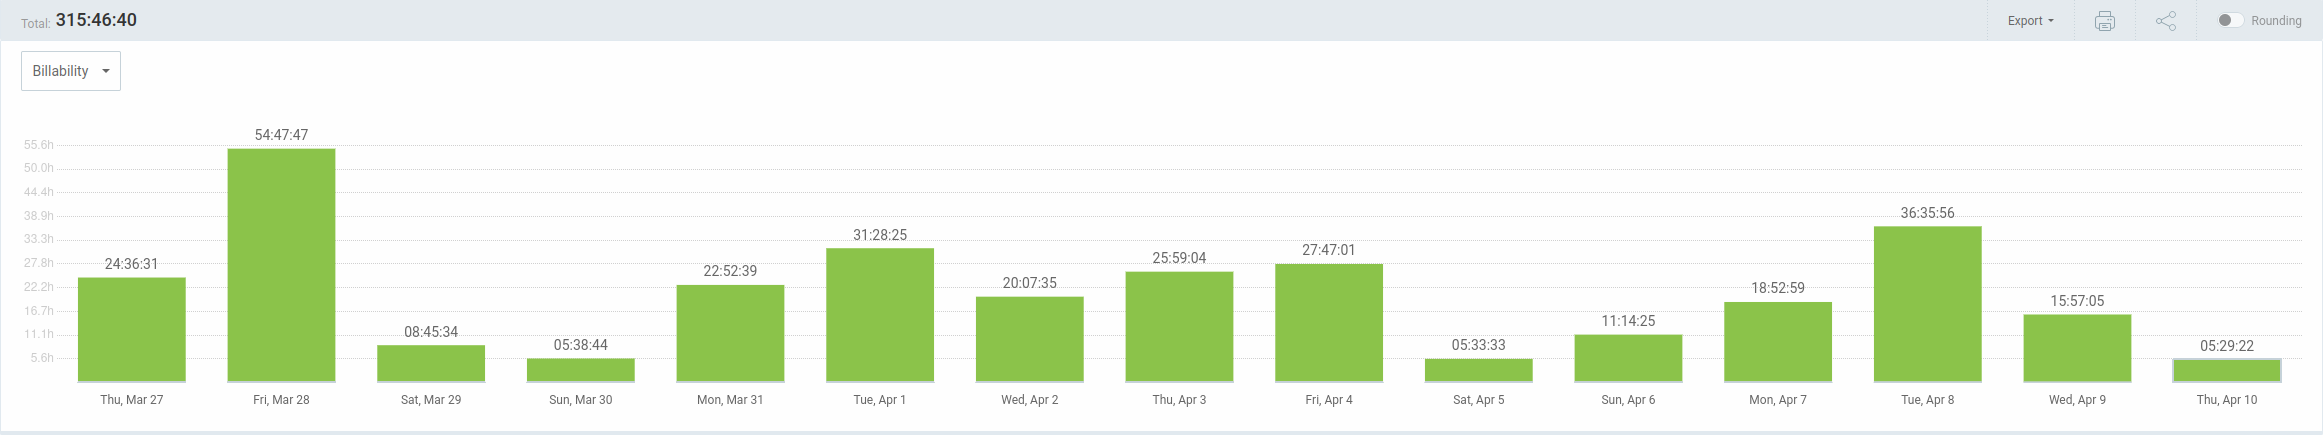 Total: 315:46:40
Export
Rounding
Billability
55.6h
50.0h
44.4h
38.9h
33.3h
27.8h
22.2h
16.7h
11.1h
5.6h
24:36:31
54:47:47
08:45:34
05:38:44
22:52:39
31:28:25
20:07:35
25:59:04
27:47:01
05:33:33
11:14:25
18:52:59
36:35:56
15:57:05
05:29:22
Thu, Mar 27
Fri, Mar 28
Sat, Mar 29
Sun, Mar 30
Mon, Mar 31
Tue, Apr 1
Wed, Apr 2
Thu, Apr 3
Fri, Apr 4
Sat, Apr 5
Sun, Apr 6
Mon, Apr 7
Tue, Apr 8
Wed, Apr 9
Thu, Apr 10